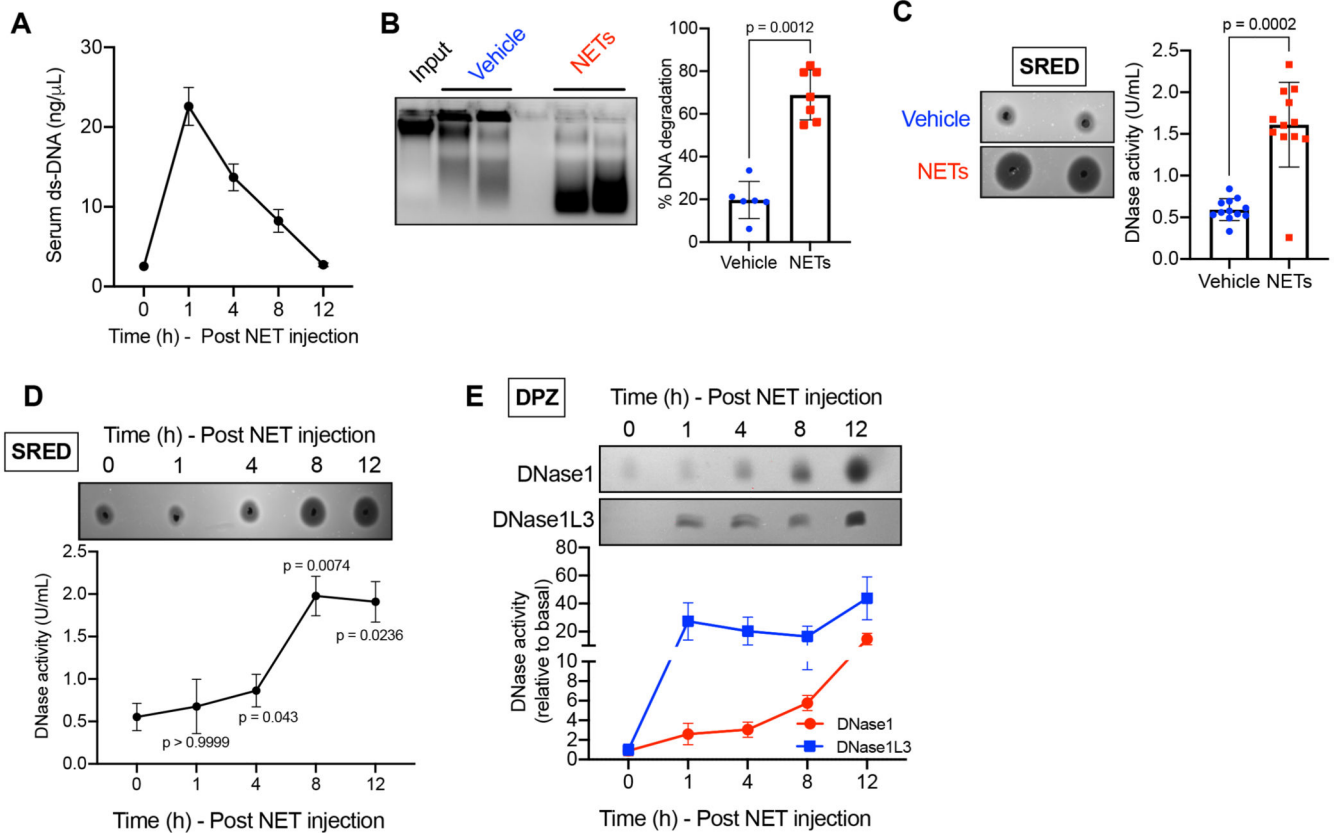 A
30
20
10
0
Serum ds-DNA (ng/µL)
0 1 4 8 12
Time (h) - Post NET injection
B
Input
Vehicle
NETs
p = 0.0012
100
80
60
40
20
0
% DNA degradation
Vehicle NETs
C
SRED
Vehicle
NETs
p = 0.0002
2.5
2.0
1.5
1.0
0.5
0.0
DNase activity (U/mL)
Vehicle NETs
D
SRED
Time (h) - Post NET injection
0 1 4 8 12
2.5
2.0
1.5
1.0
0.5
0.0
DNase activity (U/mL)
p = 0.0074
p = 0.0236
p = 0.043
p > 0.9999
0 1 4 8 12
Time (h) - Post NET injection
E
DPZ
Time (h) - Post NET injection
0 1 4 8 12
DNase1
DNase1L3
80
60
40
20
10
8
6
4
2
0
DNase activity
(relative to basal)
DNase1
DNase1L3
0 1 4 8 12
Time (h) - Post NET injection